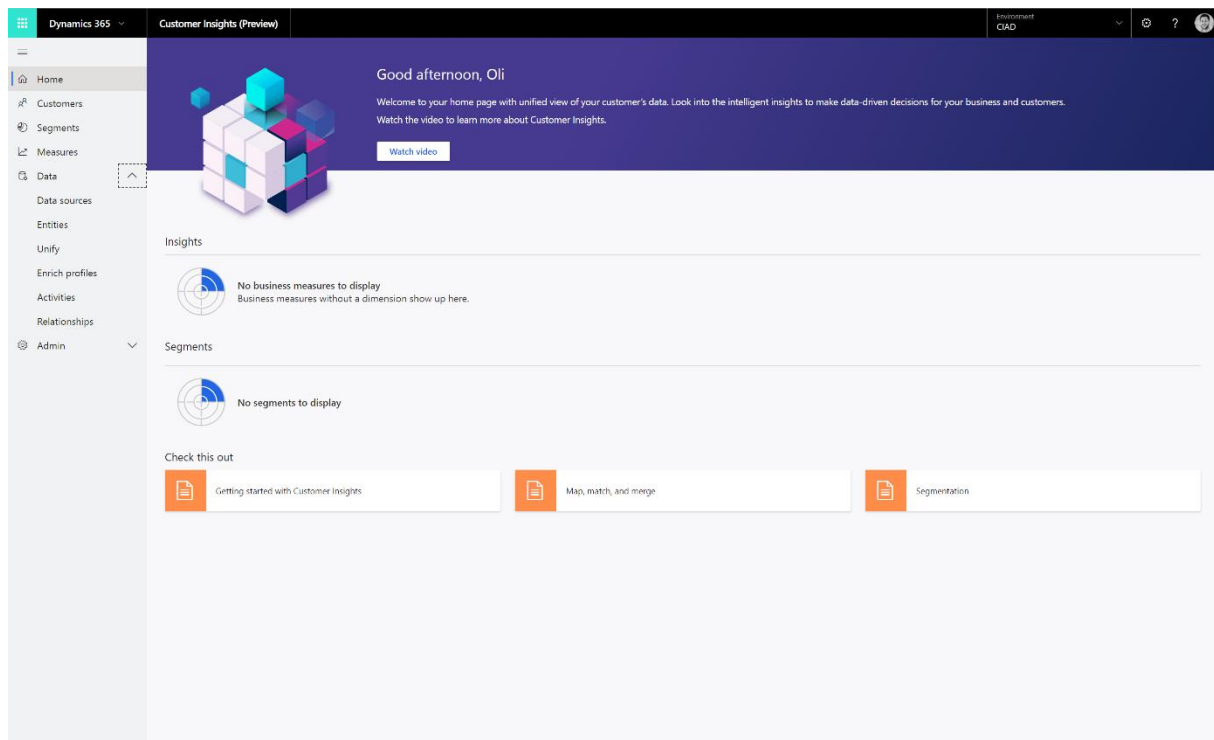 Dynamics 365
Customer Insights (Preview)
Environment
CIAD
?
Home
Customers
Segments
Measures
Data
Data sources
Entities
Unify
Enrich profiles
Activities
Relationships
Admin
Good afternoon, Oli
Welcome to your home page with unified view of your customer's data. Look into the intelligent insights to make data-driven decisions for your business and customers.
Watch the video to learn more about Customer Insights.
Watch video
Insights
No business measures to display
Business measures without a dimension show up here.
Segments
No segments to display
Check this out
Getting started with Customer Insights
Map, match, and merge
Segmentation